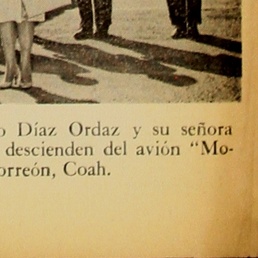 o Díaz Ordaz y su señora
descienden del avión "Mo-
orreón, Coah.